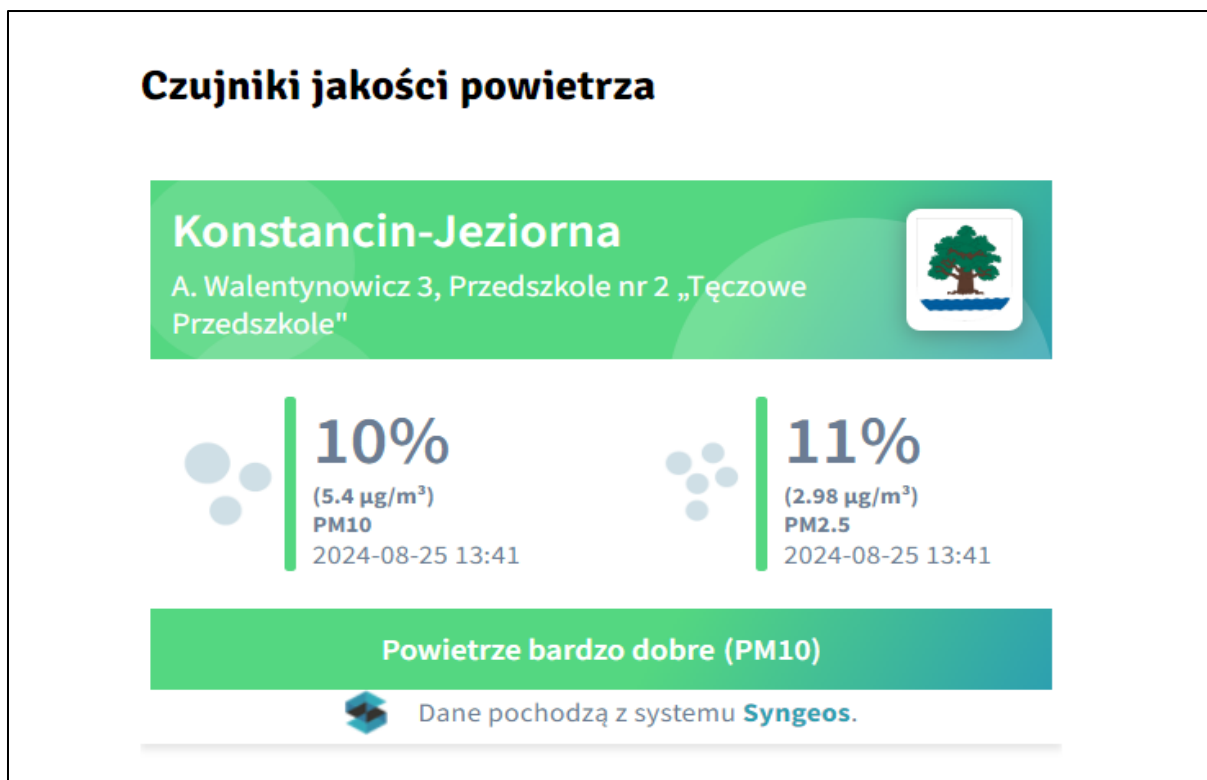 Czujniki jakości powietrza
Konstancin-Jeziorna
A. Walentynowicz 3, Przedszkole nr 2 „Tęczowe
Przedszkole"
10%
(5.4 µg/m³)
PM10
2024-08-25 13:41
11%
(2.98 µg/m³)
PM2.5
2024-08-25 13:41
Powietrze bardzo dobre (PM10)
Dane pochodzą z systemu Syngeos.